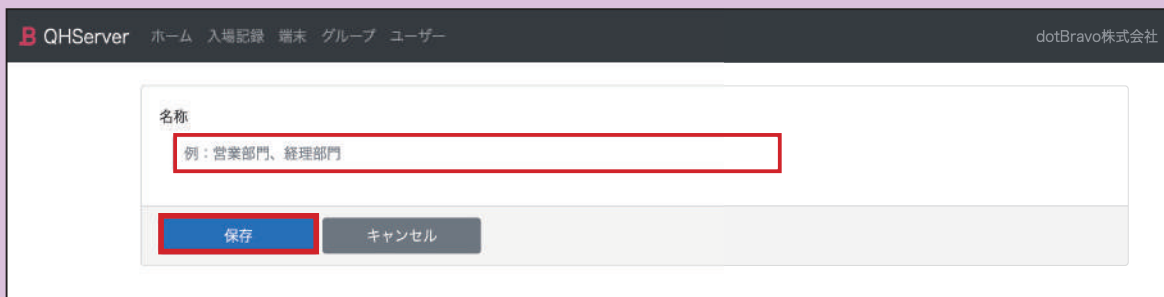 B QHServer ホーム 入場記録 端末 グループ ユーザー dotBravo株式会社
名称
例：営業部門、経理部門
保存 キャンセル